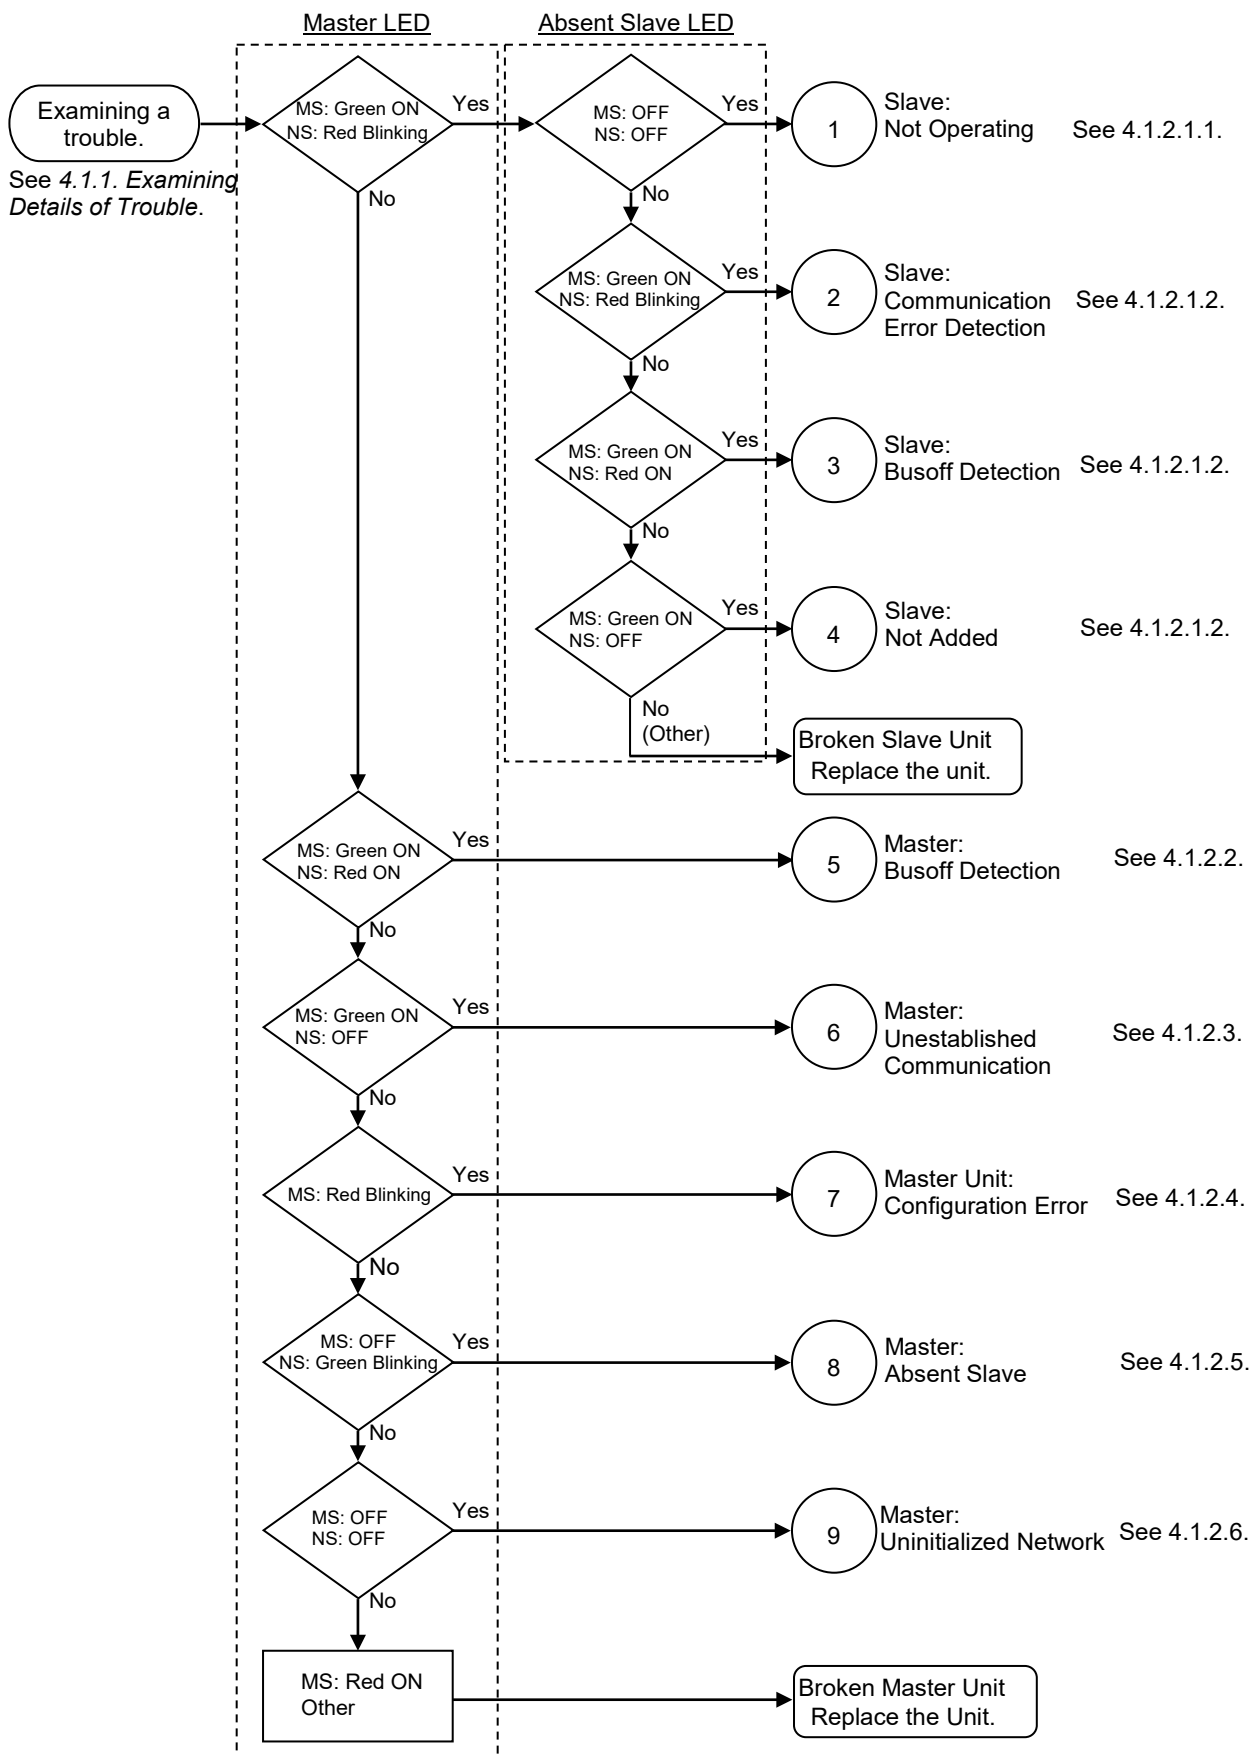 Master LED
Absent Slave LED
Examining a
trouble.
See 4.1.1. Examining
Details of Trouble.
MS: Green ON
NS: Red Blinking
Yes
No
MS: OFF
NS: OFF
Yes
No
1
Slave:
Not Operating
See 4.1.2.1.1.
MS: Green ON
NS: Red Blinking
Yes
No
2
Slave:
Communication
Error Detection
See 4.1.2.1.2.
MS: Green ON
NS: Red ON
Yes
No
3
Slave:
Busoff Detection
See 4.1.2.1.2.
MS: Green ON
NS: OFF
Yes
4
Slave:
Not Added
See 4.1.2.1.2.
No
(Other)
Broken Slave Unit
Replace the unit.
MS: Green ON
NS: Red ON
Yes
No
5
Master:
Busoff Detection
See 4.1.2.2.
MS: Green ON
NS: OFF
Yes
No
6
Master:
Unestablished
Communication
See 4.1.2.3.
MS: Red Blinking
Yes
No
7
Master Unit:
Configuration Error
See 4.1.2.4.
MS: OFF
NS: Green Blinking
Yes
No
8
Master:
Absent Slave
See 4.1.2.5.
MS: OFF
NS: OFF
Yes
No
9
Master:
Uninitialized Network
See 4.1.2.6.
MS: Red ON
Other
Broken Master Unit
Replace the Unit.